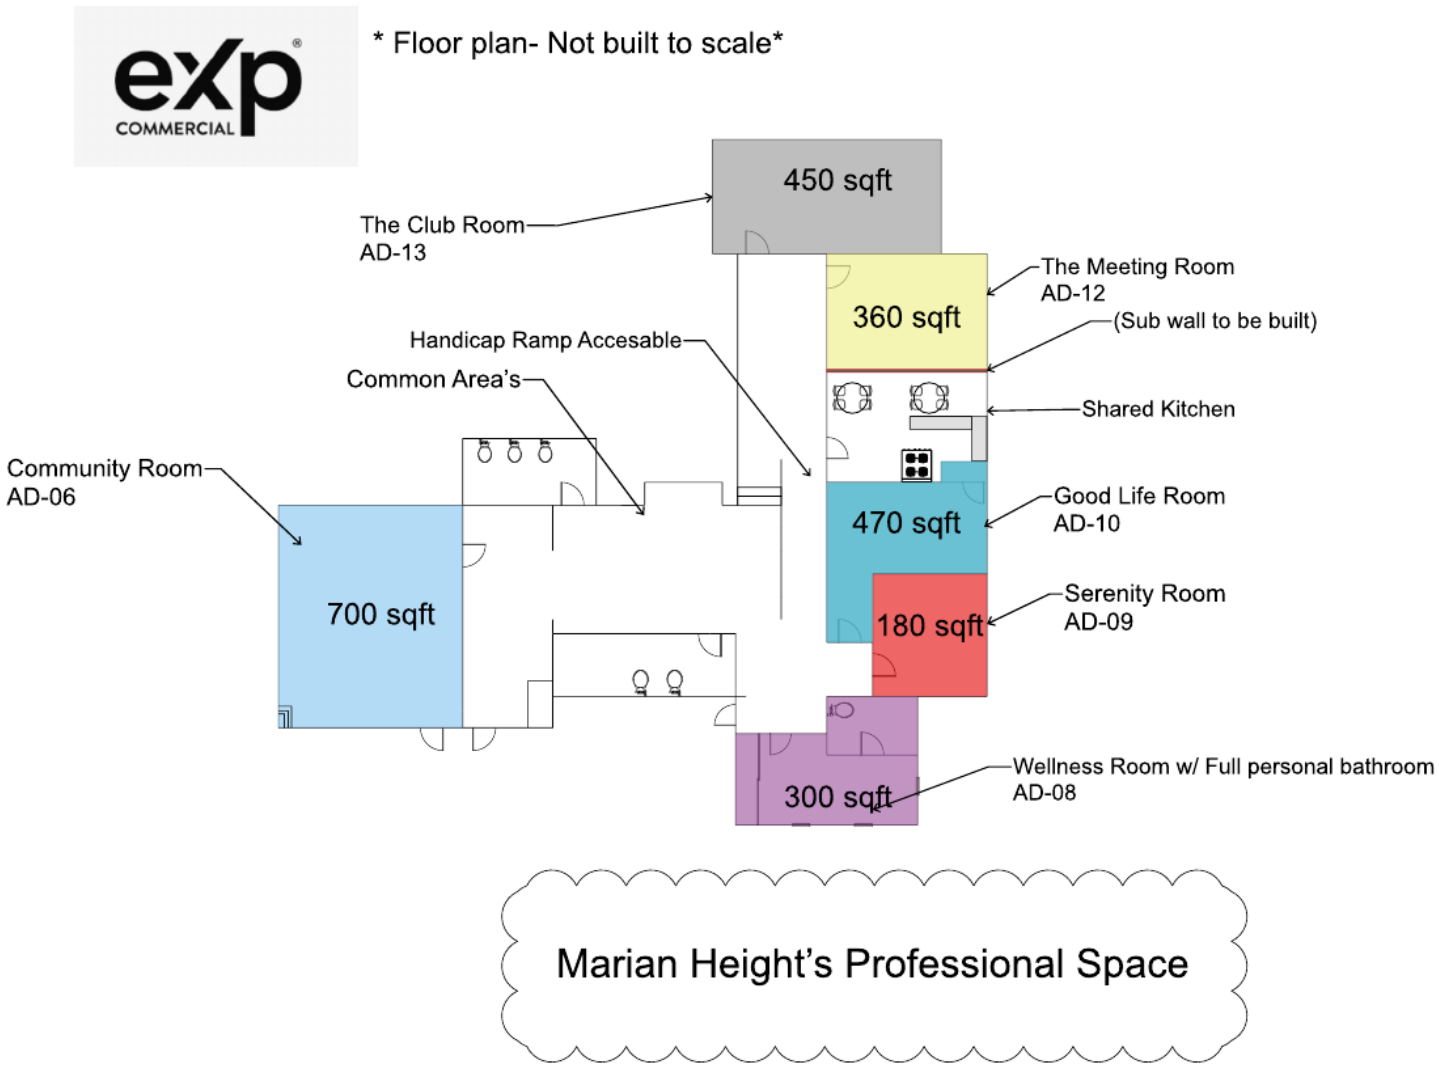 exp®
COMMERCIAL
* Floor plan- Not built to scale*
450 sqft
The Club Room
AD-13
The Meeting Room
AD-12
360 sqft
(Sub wall to be built)
Handicap Ramp Accesable
Common Area's
Shared Kitchen
Community Room
AD-06
Good Life Room
AD-10
470 sqft
Serenity Room
AD-09
700 sqft
180 sqft
Wellness Room w/ Full personal bathroom
AD-08
300 sqft
Marian Height's Professional Space